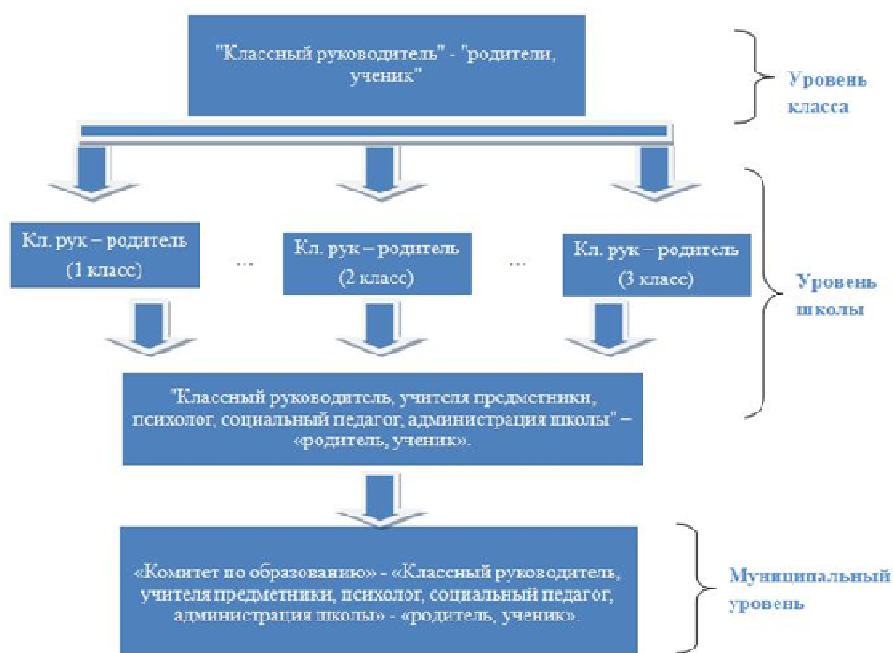 "Классный руководитель" - "родители,
ученик"
Уровень
класса
Кл. рук – родитель
(1 класс)
...
Кл. рук – родитель
(2 класс)
...
Кл. рук – родитель
(3 класс)
Уровень
школы
"Классный руководитель, учителя предметники,
психолог, социальный педагог, администрация школы" –
«родитель, ученик».
«Комитет по образованию» - «Классный руководитель,
учителя предметники, психолог, социальный педагог,
администрация школы» - «родитель, ученик».
Муниципальный
уровень